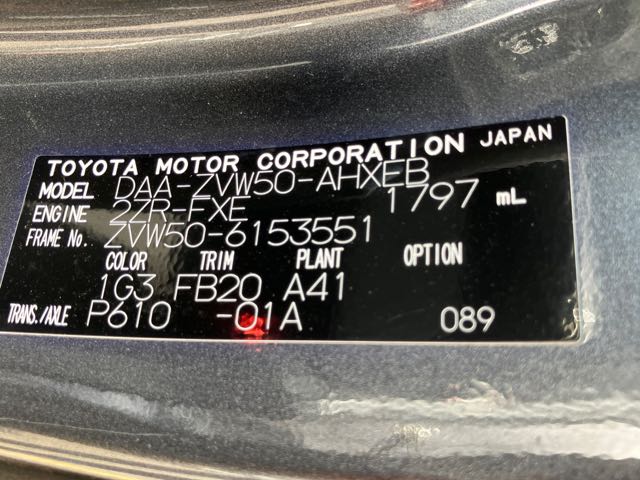 TOYOTA MOTOR CORPORATION JAPAN
MODEL DAA-ZVW50-AHXEB
ENGINE 2ZR-FXE 1797 mL
FRAME No. ZVW50-6153551
COLOR TRIM PLANT OPTION
1G3 FB20 A41
TRANS./AXLE P610 -01A 089